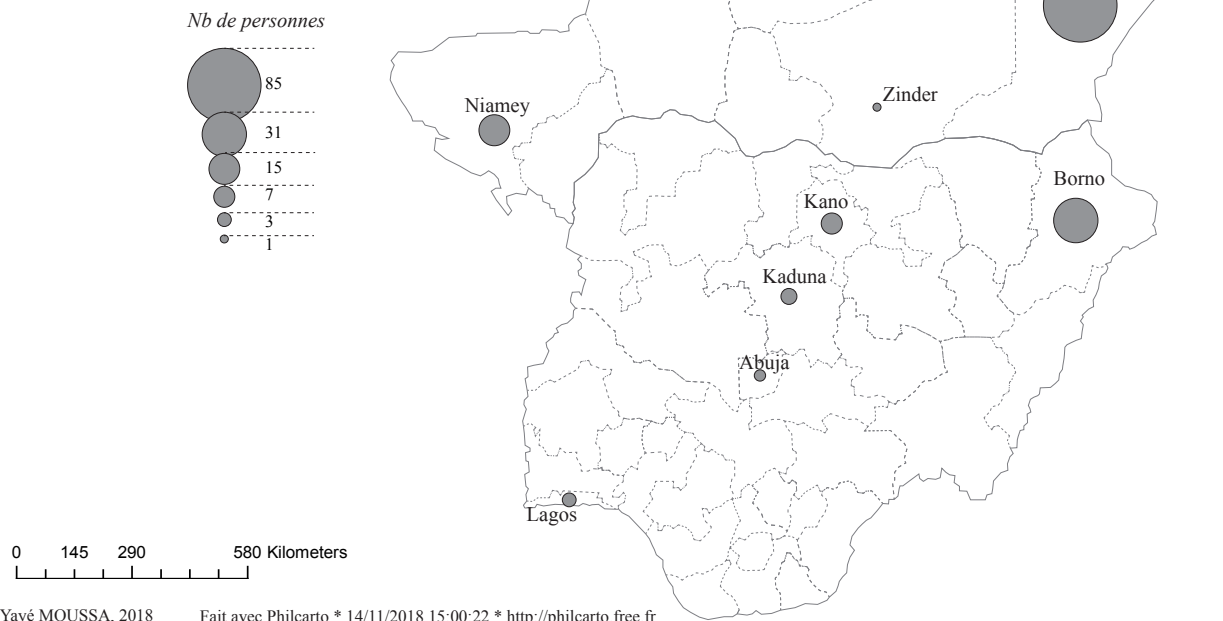 Nb de personnes
85
31
15
7
3
1
Niamey
Zinder
Borno
Kano
Kaduna
Abuja
Lagos
0 145 290 580 Kilometers
Yayé MOUSSA, 2018 Fait avec Philcarto * 14/11/2018 15:00:22 * http://philcarto.free.fr